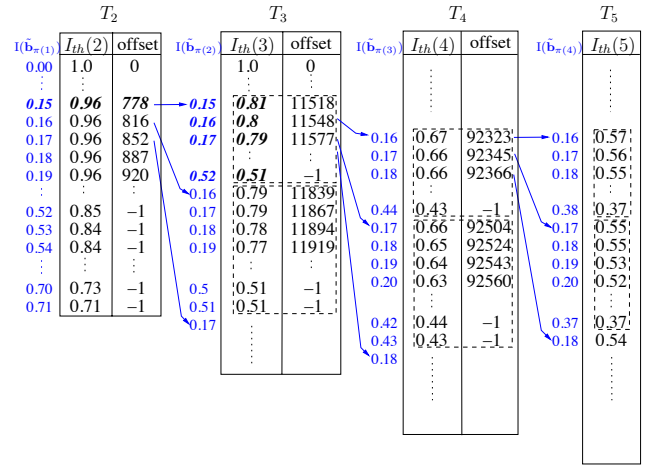 T₂ T₃ T₄ T₅
I(b̃π(1)) I_th(2) offset I(b̃π(2)) I_th(3) offset I(b̃π(3)) I_th(4) offset I(b̃π(4)) I_th(5)
0.00 1.0 0 1.0 0
0.15 0.96 778 0.15 0.81 11518
0.16 0.96 816 0.16 0.8 11548
0.17 0.96 852 0.17 0.79 11577 0.16 0.67 92323 0.16 0.57
0.18 0.96 887 0.17 0.66 92345 0.17 0.56
0.19 0.96 920 0.52 0.51 −1 0.18 0.66 92366 0.18 0.55
0.16 0.79 11839
0.52 0.85 −1 0.17 0.79 11867 0.44 0.43 −1 0.38 0.37
0.53 0.84 −1 0.18 0.78 11894 0.17 0.66 92504 0.17 0.55
0.54 0.84 −1 0.19 0.77 11919 0.18 0.65 92524 0.18 0.55
0.19 0.64 92543 0.19 0.53
0.20 0.63 92560 0.20 0.52
0.70 0.73 −1 0.5 0.51 −1
0.71 0.71 −1 0.51 0.51 −1
0.17 0.42 0.44 −1 0.37 0.37
0.43 0.43 −1 0.18 0.54
0.18